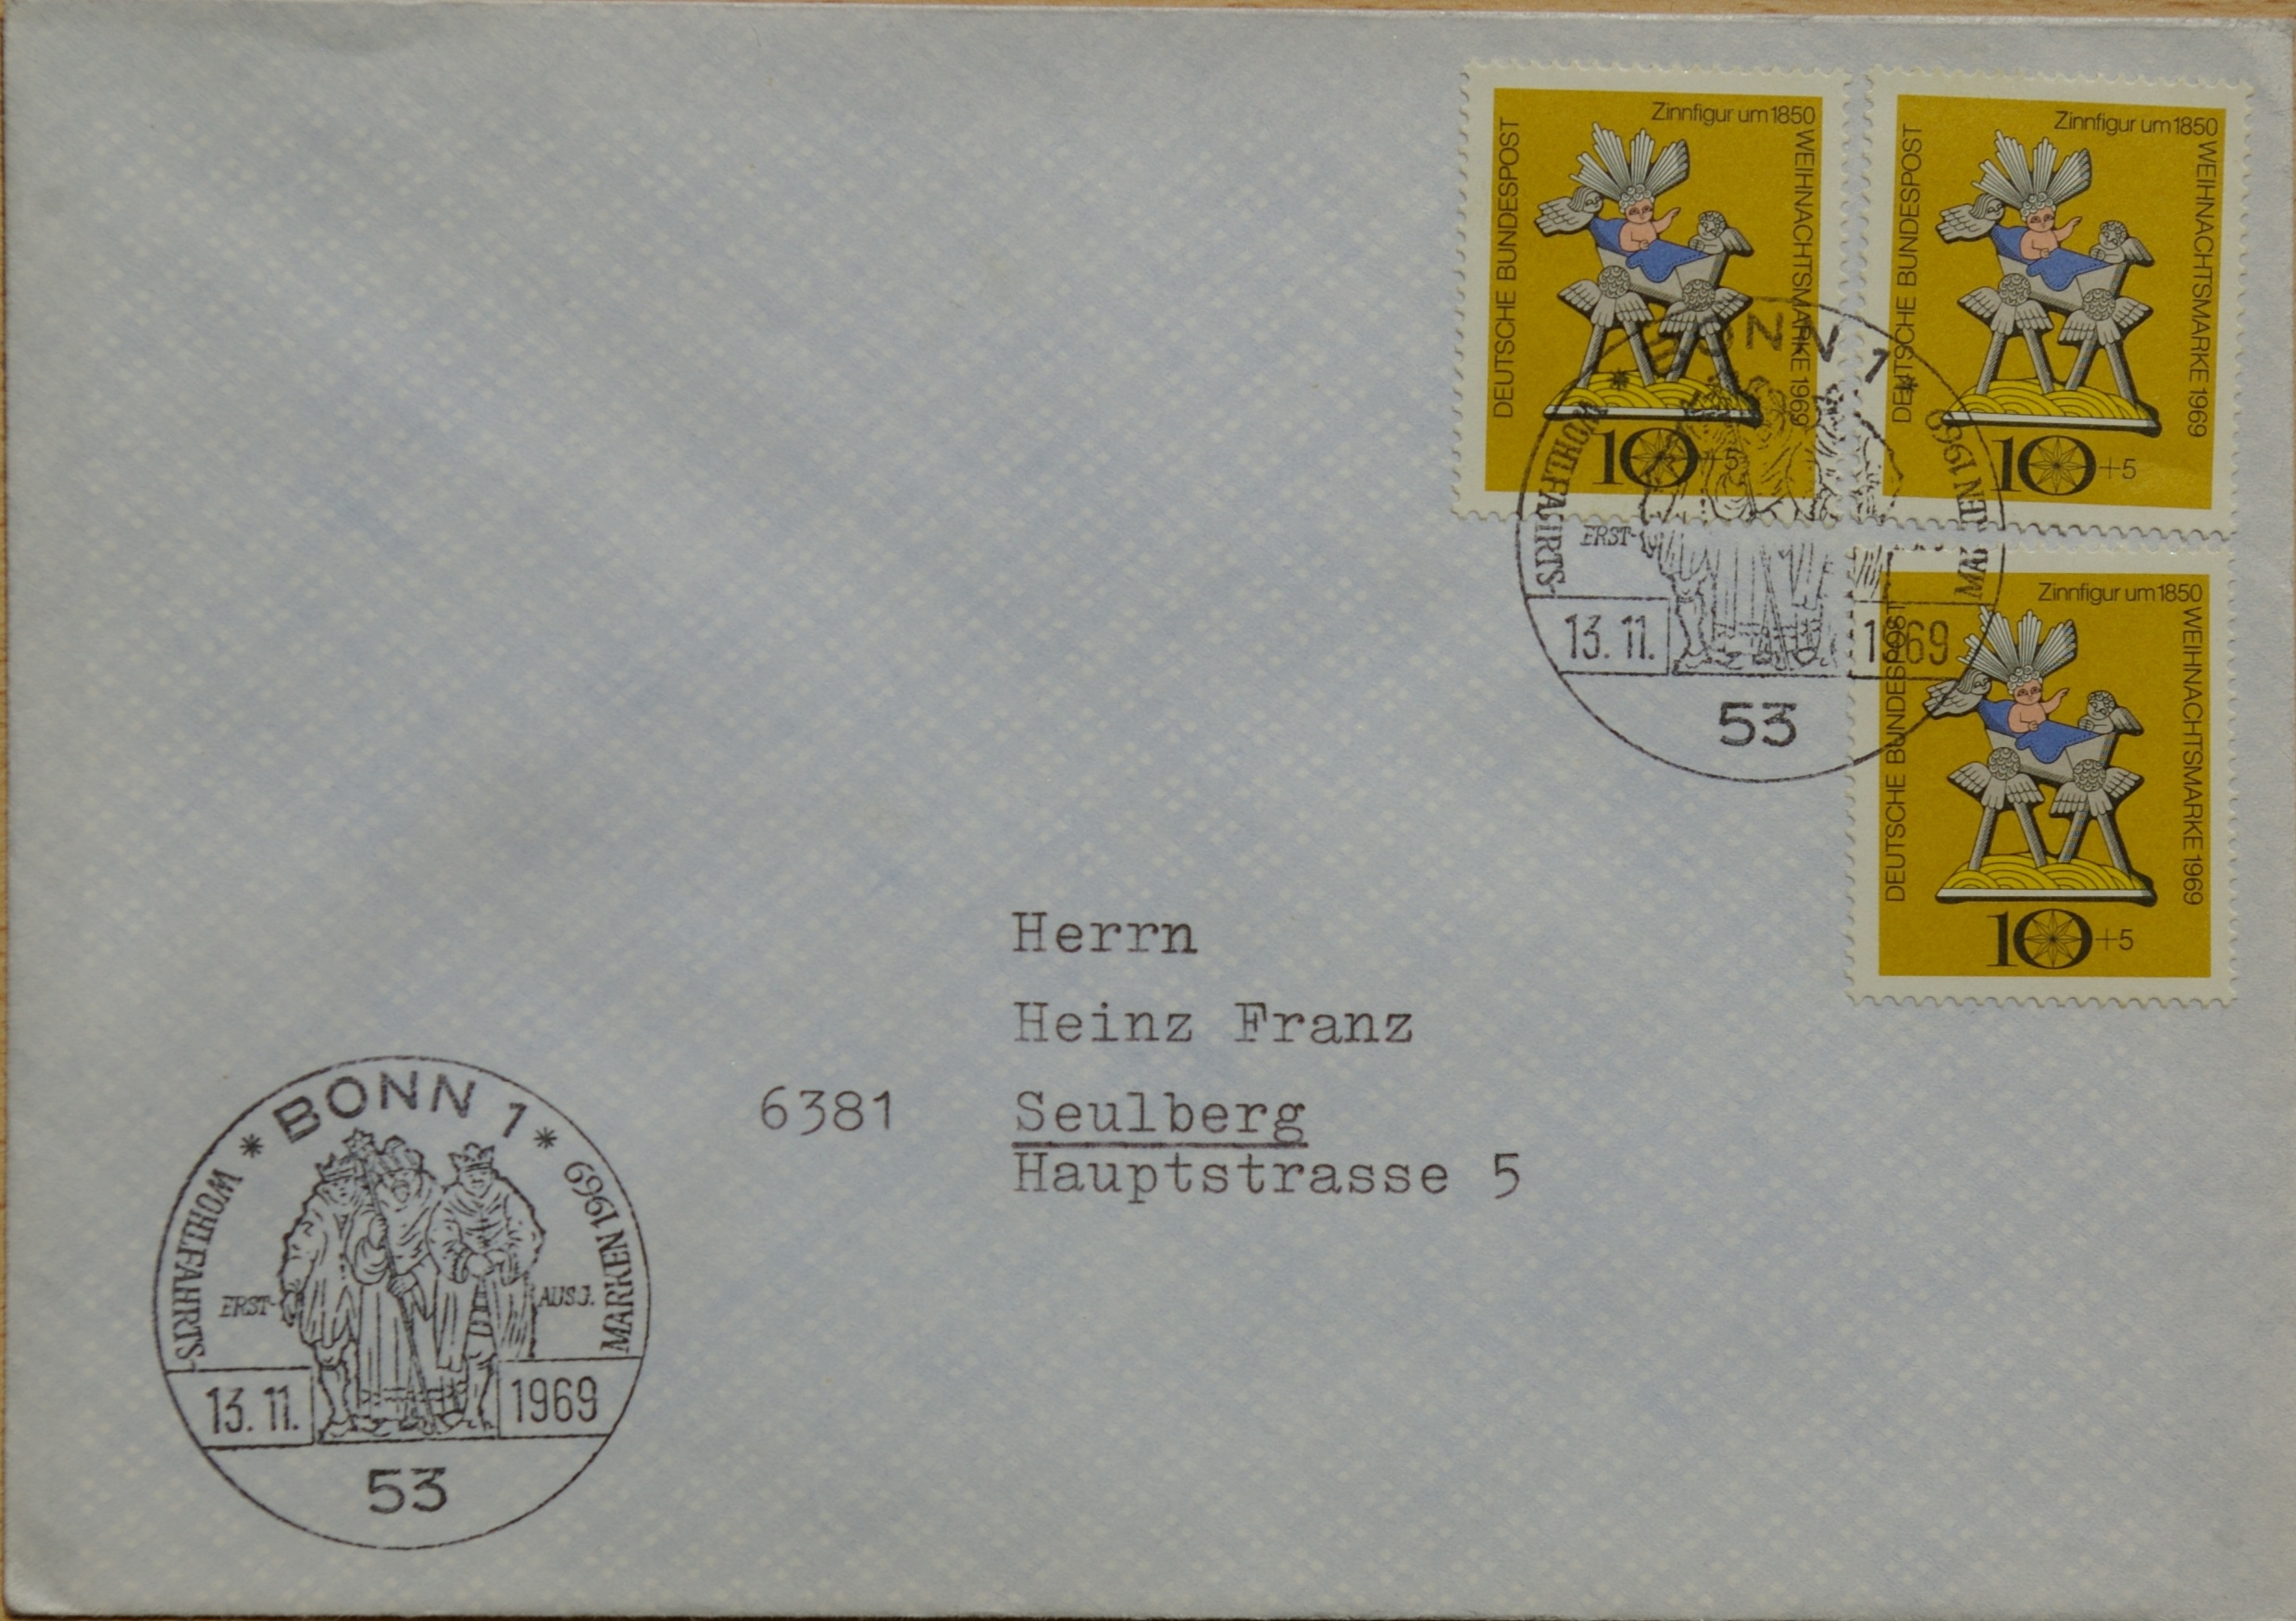 Zinnfigur um 1850
DEUTSCHE BUNDESPOST
WEIHNACHTSMARKE 1969
10+5
Zinnfigur um 1850
DEUTSCHE BUNDESPOST
WEIHNACHTSMARKE 1969
10+5
BONN 1 *
WOHLFAHRTS-
MARKEN 1969
ERST-
13. 11. 1969
53
Zinnfigur um 1850
DEUTSCHE BUNDESPOST
WEIHNACHTSMARKE 1969
10+5
Herrn
Heinz Franz
6381 Seulberg
Hauptstrasse 5
* BONN 1 *
WOHLFAHRTS-
MARKEN 1969
ERST- AUSG.
13. 11. 1969
53